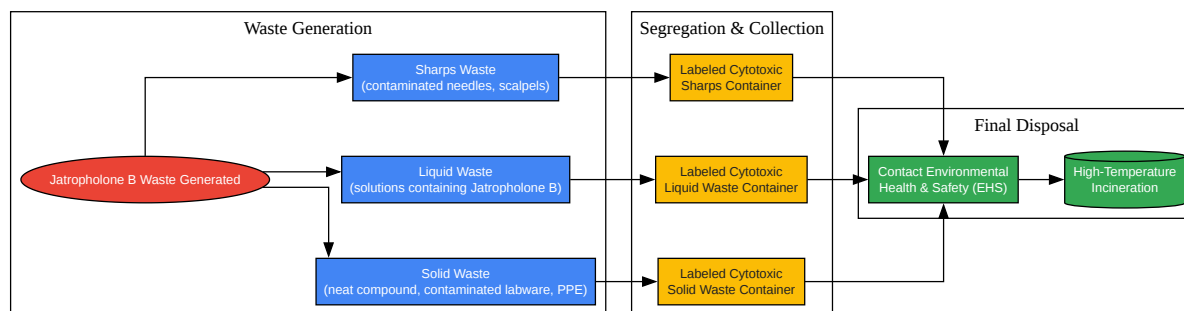 Waste Generation
Segregation & Collection
Sharps Waste
(contaminated needles, scalpels)
Labeled Cytotoxic
Sharps Container
Final Disposal
Jatropholone B Waste Generated
Liquid Waste
(solutions containing Jatropholone B)
Labeled Cytotoxic
Liquid Waste Container
Contact Environmental
Health & Safety (EHS)
High-Temperature
Incineration
Solid Waste
(neat compound, contaminated labware, PPE)
Labeled Cytotoxic
Solid Waste Container